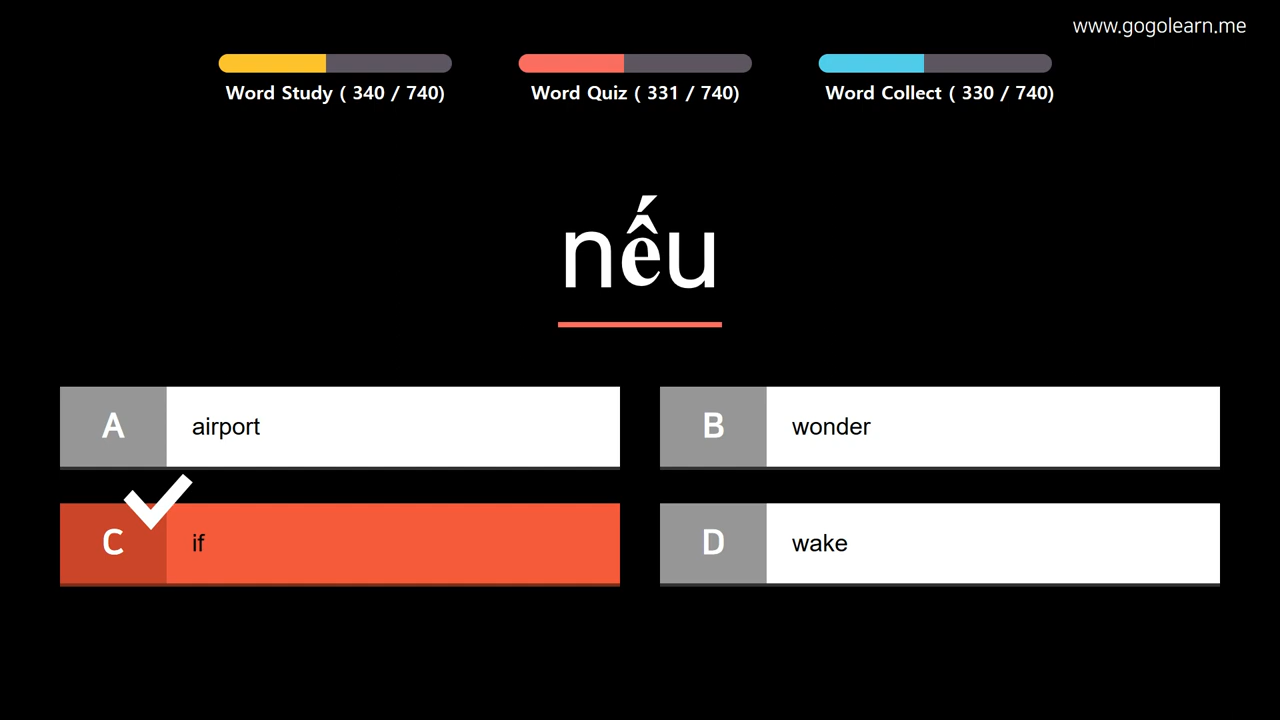 www.gogolearn.me
Word Study ( 340 / 740)
Word Quiz ( 331 / 740)
Word Collect ( 330 / 740)
nếu
A airport
B wonder
C if
D wake